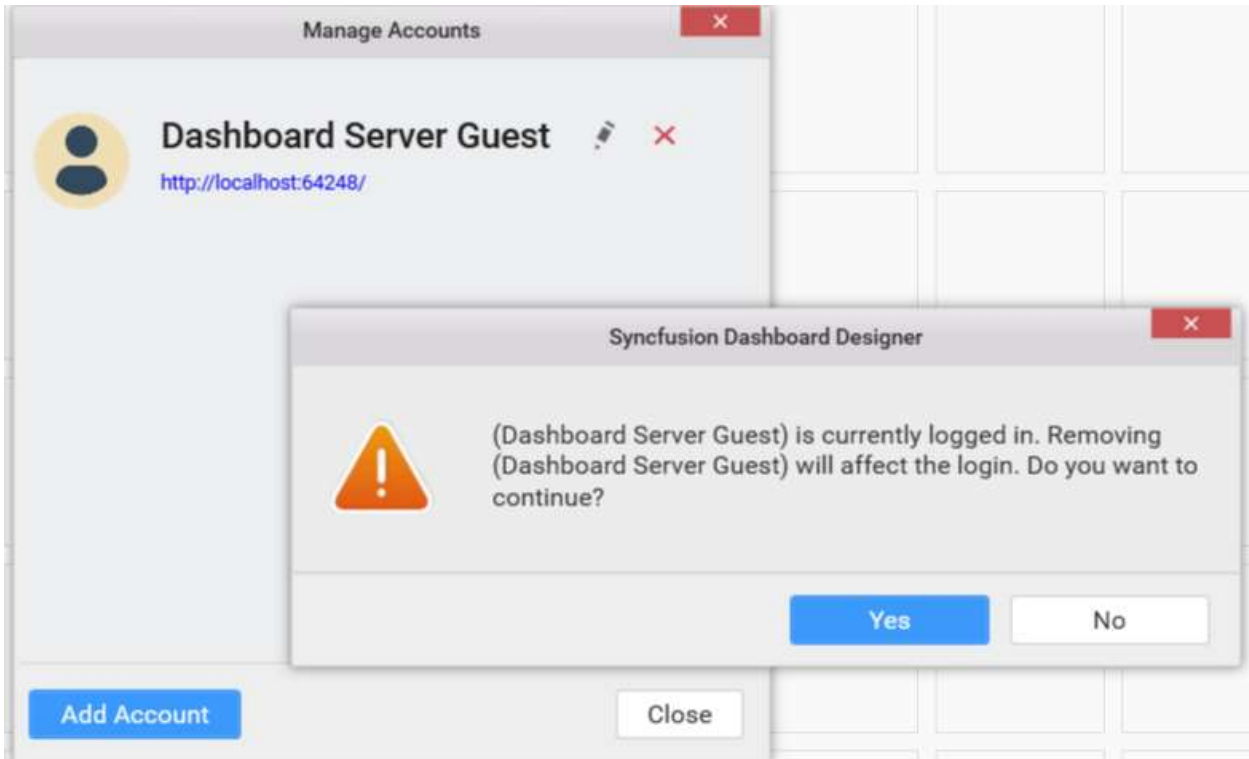 Manage Accounts
Dashboard Server Guest
http://localhost:64248/
Syncfusion Dashboard Designer
(Dashboard Server Guest) is currently logged in. Removing
(Dashboard Server Guest) will affect the login. Do you want to
continue?
Yes
No
Add Account
Close